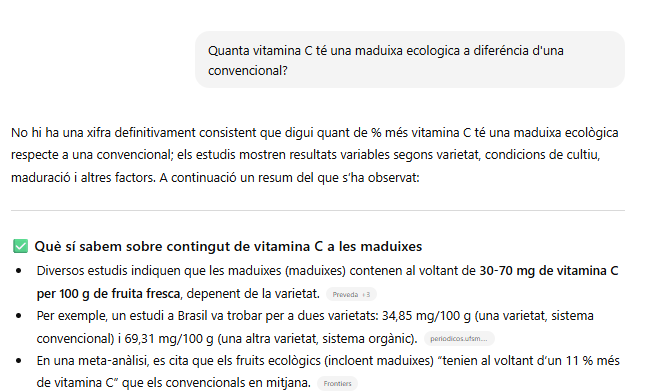 Quanta vitamina C té una maduixa ecologica a diferéncia d'una
convencional?
No hi ha una xifra definitivament consistent que digui quant de % més vitamina C té una maduixa ecològica
respecte a una convencional; els estudis mostren resultats variables segons varietat, condicions de cultiu,
maduració i altres factors. A continuació un resum del que s’ha observat:
✅ Què sí sabem sobre contingut de vitamina C a les maduixes
• Diversos estudis indiquen que les maduixes (maduixes) contenen al voltant de 30-70 mg de vitamina C
per 100 g de fruita fresca, depenent de la varietat. Preveda +3
• Per exemple, un estudi a Brasil va trobar per a dues varietats: 34,85 mg/100 g (una varietat, sistema
convencional) i 69,31 mg/100 g (una altra varietat, sistema orgànic). periodicos.ufsm...
• En una meta-anàlisi, es cita que els fruits ecològics (incloent maduixes) “tenien al voltant d’un 11 % més
de vitamina C” que els convencionals en mitjana. Frontiers